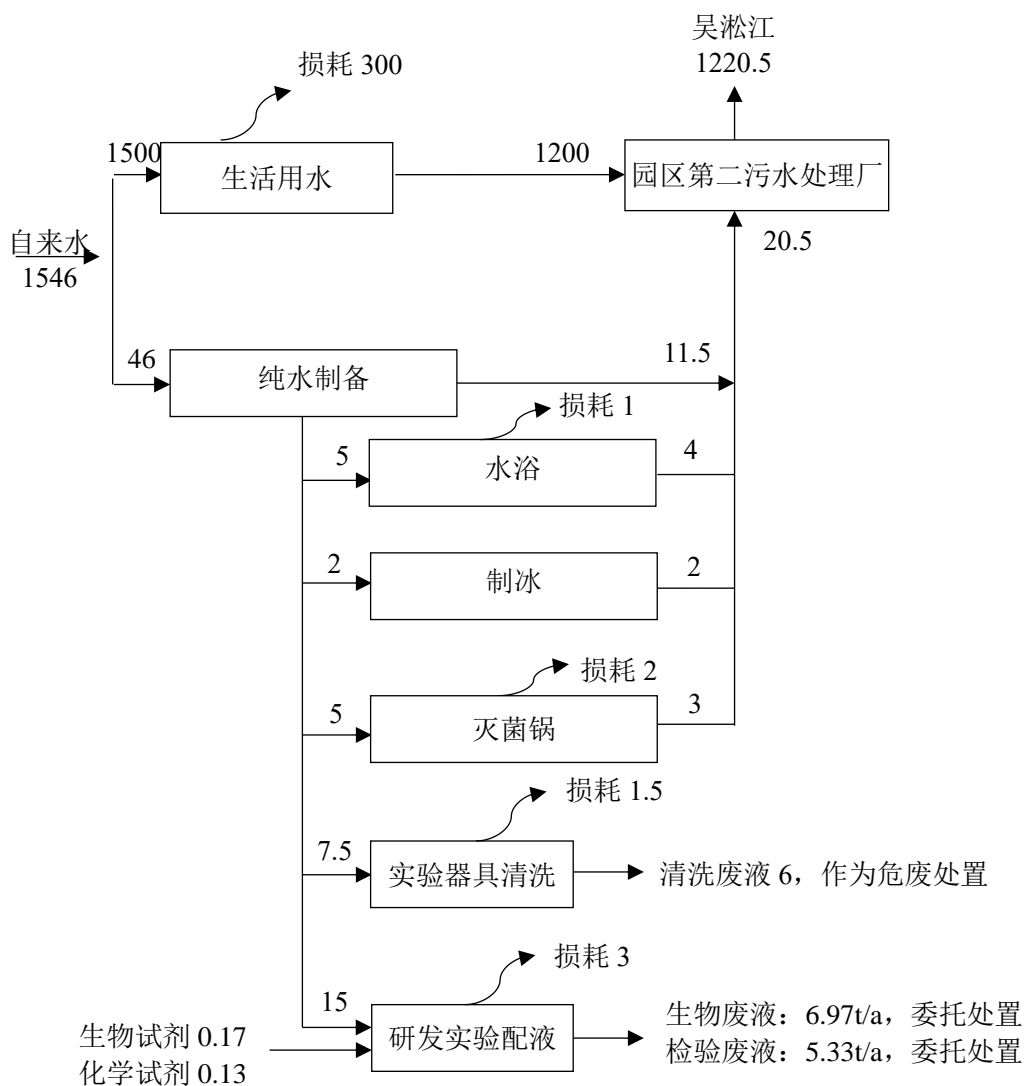 吴淞江
1220.5
损耗 300
1500
生活用水
1200
园区第二污水处理厂
20.5
自来水
1546
46
纯水制备
11.5
损耗 1
5
水浴
4
2
制冰
2
损耗 2
5
灭菌锅
3
损耗 1.5
7.5
实验器具清洗
清洗废液 6，作为危废处置
损耗 3
15
研发实验配液
生物试剂 0.17
化学试剂 0.13
生物废液：6.97t/a，委托处置
检验废液：5.33t/a，委托处置